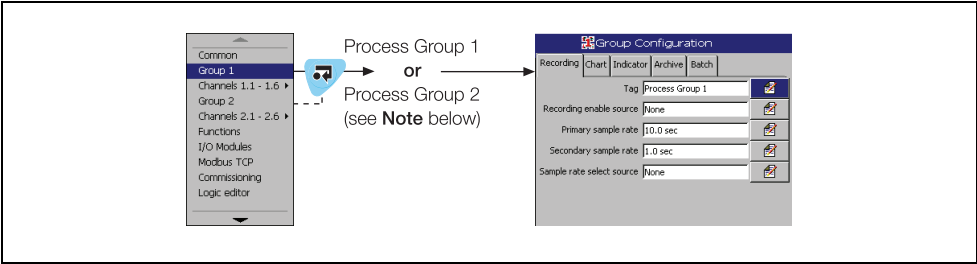 Common
Group 1
Channels 1.1 - 1.6
Group 2
Channels 2.1 - 2.6
Functions
I/O Modules
Modbus TCP
Commissioning
Logic editor
Process Group 1
or
Process Group 2
(see Note below)
Group Configuration
Recording Chart Indicator Archive Batch
Tag Process Group 1
Recording enable source None
Primary sample rate 10.0 sec
Secondary sample rate 1.0 sec
Sample rate select source None